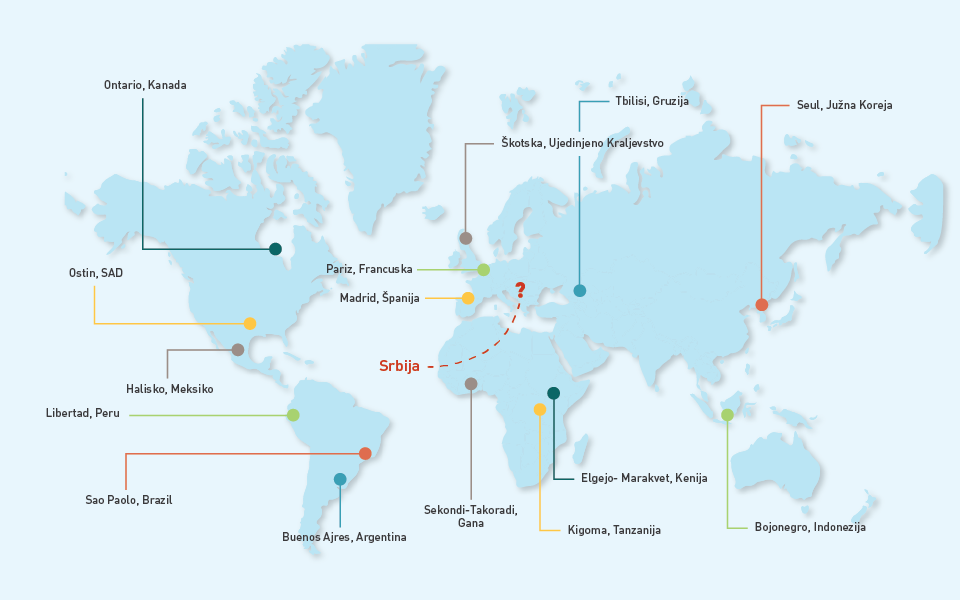 Ontario, Kanada
Tbilisi, Gruzija
Seul, Južna Koreja
Škotska, Ujedinjeno Kraljevstvo
Ostin, SAD
Pariz, Francuska
Madrid, Španija
?
Srbija
Halisko, Meksiko
Libertad, Peru
Elgejo- Marakvet, Kenija
Sao Paolo, Brazil
Sekondi-Takoradi,
Gana
Kigoma, Tanzanija
Bojonegro, Indonezija
Buenos Ajres, Argentina